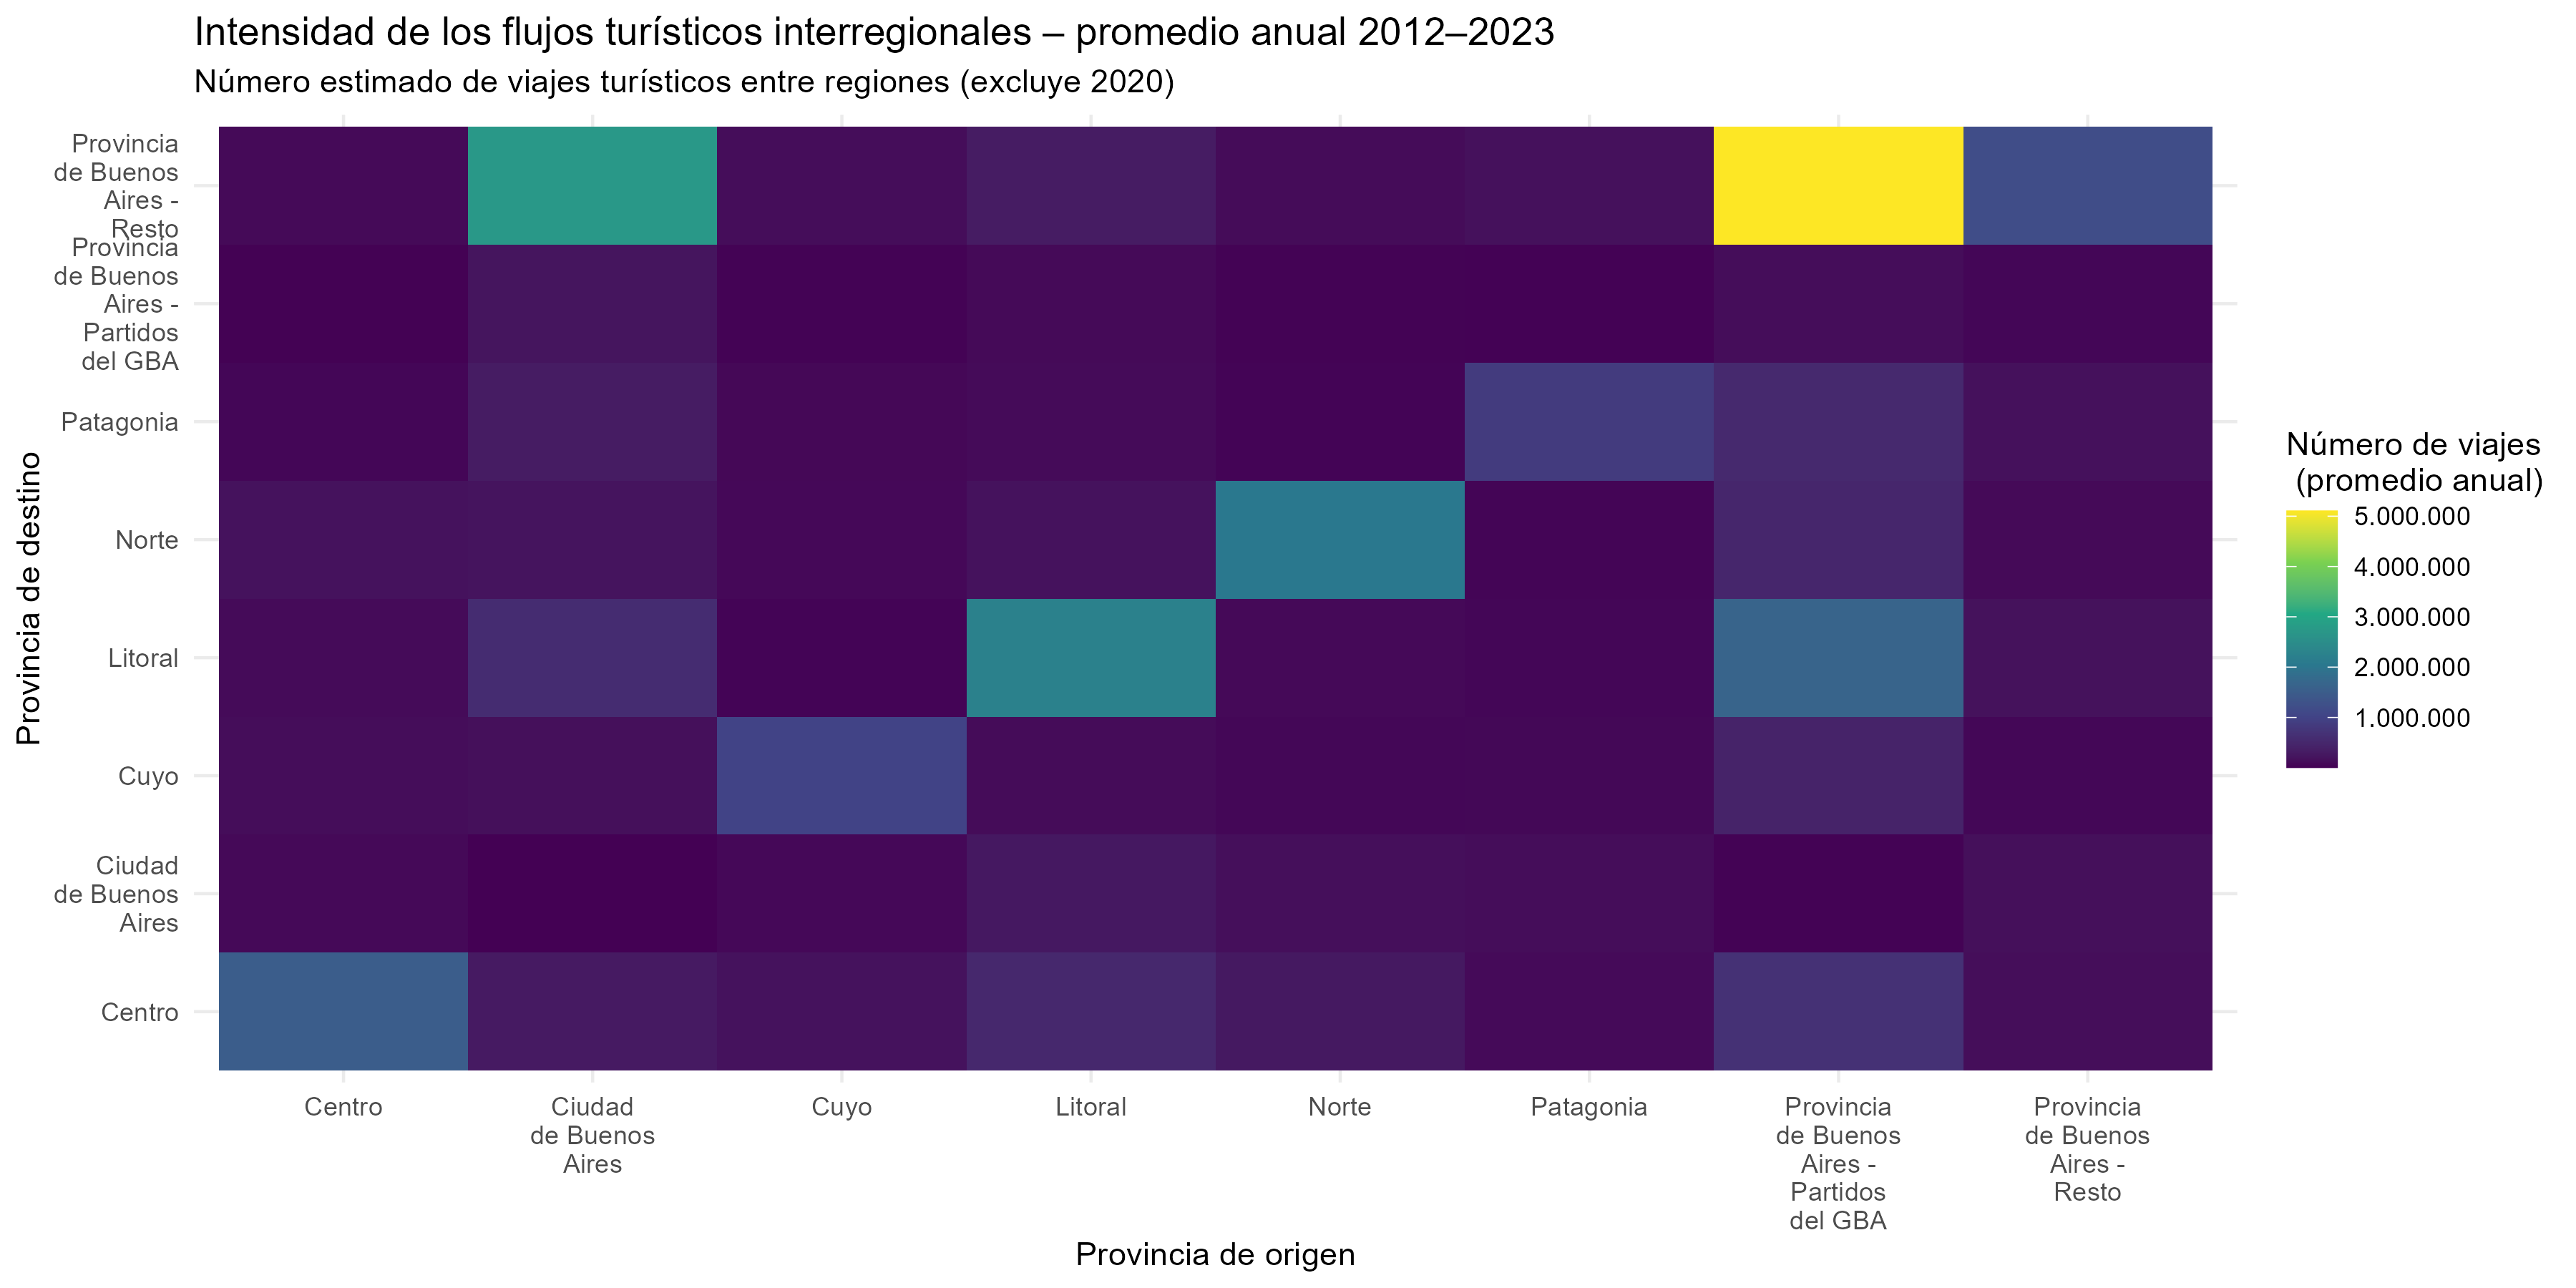 Intensidad de los flujos turísticos interregionales – promedio anual 2012–2023
Número estimado de viajes turísticos entre regiones (excluye 2020)
Provincia de destino
Provincia
de Buenos
Aires -
Resto
Provincia
de Buenos
Aires -
Partidos
del GBA
Patagonia
Norte
Litoral
Cuyo
Ciudad
de Buenos
Aires
Centro
Centro
Ciudad
de Buenos
Aires
Cuyo
Litoral
Norte
Patagonia
Provincia
de Buenos
Aires -
Partidos
del GBA
Provincia
de Buenos
Aires -
Resto
Provincia de origen
Número de viajes
(promedio anual)
5.000.000
4.000.000
3.000.000
2.000.000
1.000.000